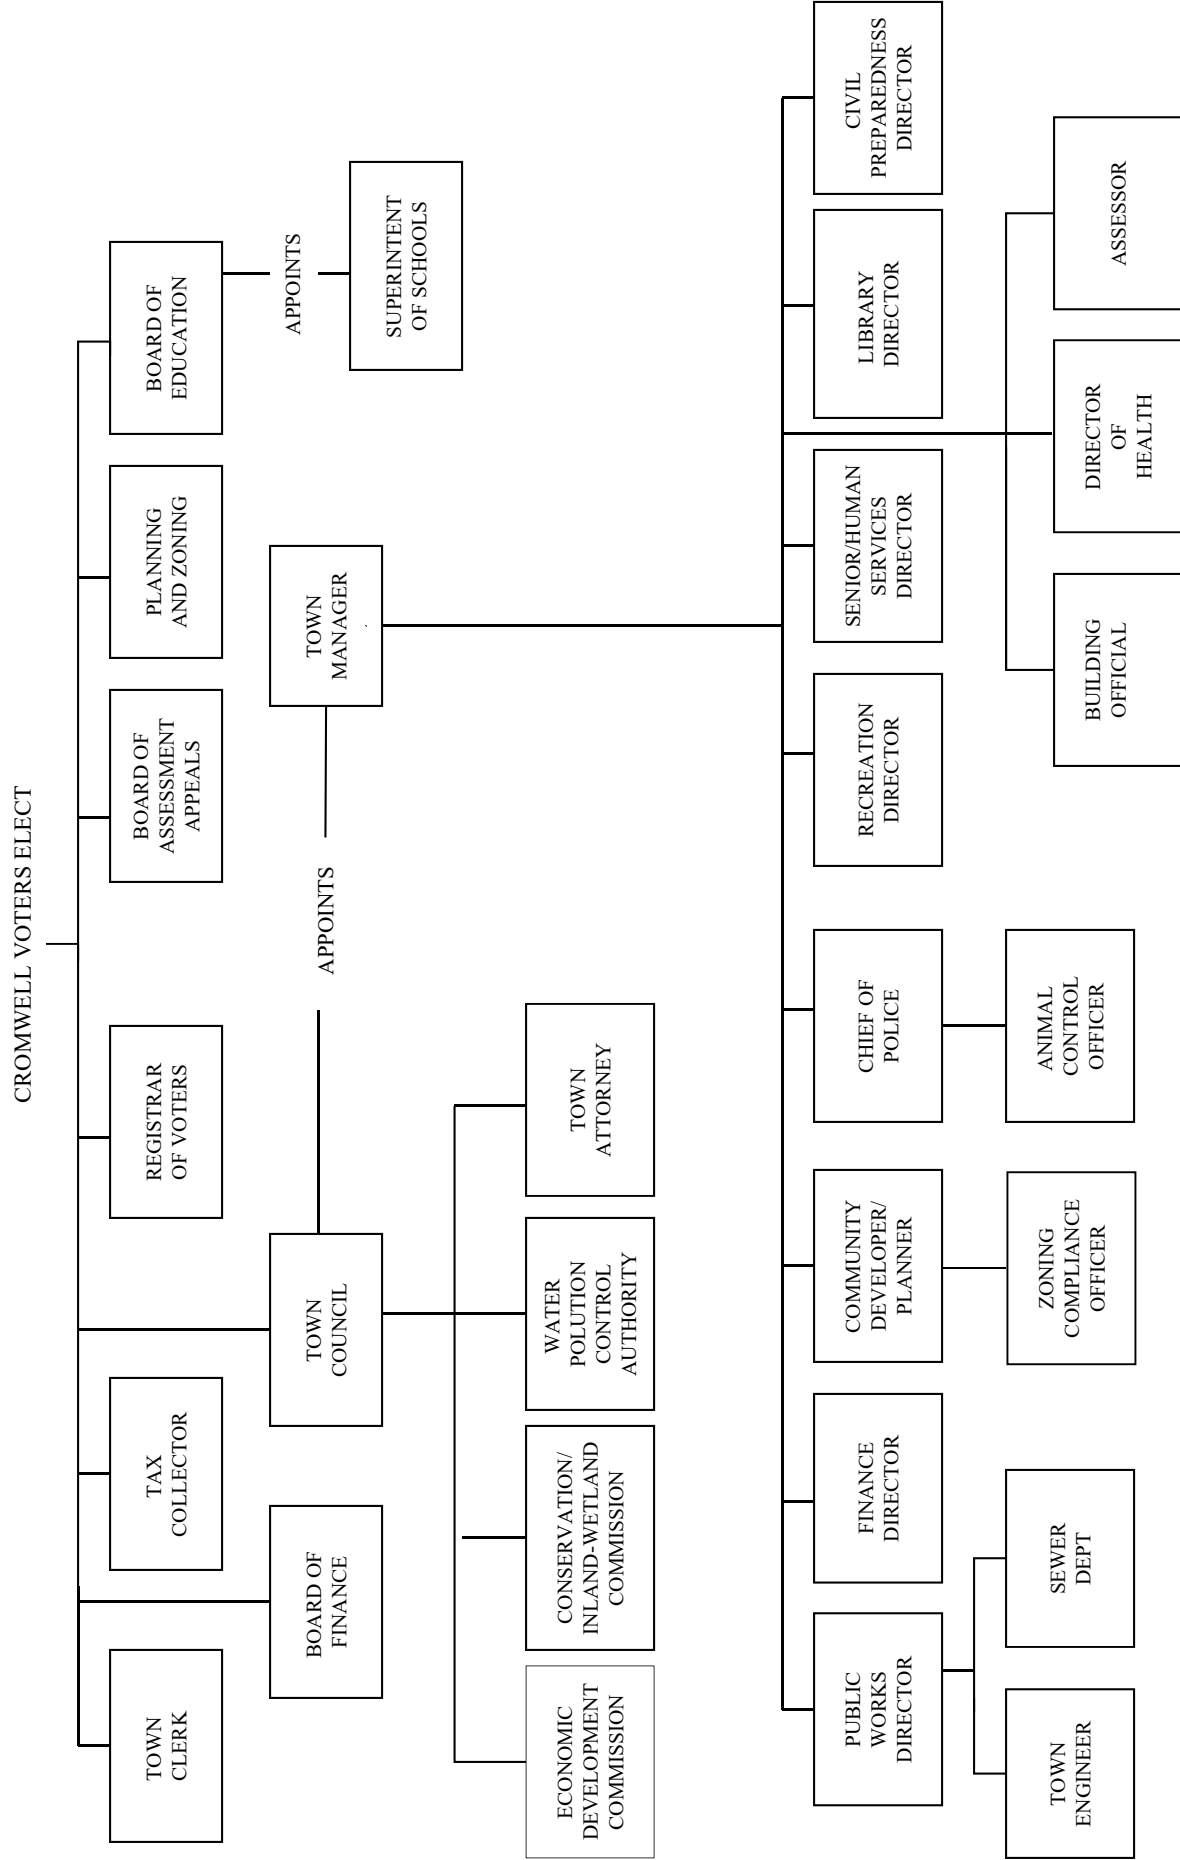 CROMWELL VOTERS ELECT
TOWN
CLERK
TAX
COLLECTOR
REGISTRAR
OF VOTERS
BOARD OF
ASSESSMENT
APPEALS
PLANNING
AND ZONING
BOARD OF
EDUCATION
BOARD OF
FINANCE
TOWN
COUNCIL
APPOINTS
TOWN
MANAGER
APPOINTS
SUPERINTENT
OF SCHOOLS
ECONOMIC
DEVELOPMENT
COMMISSION
CONSERVATION/
INLAND-WETLAND
COMMISSION
WATER
POLUTION
CONTROL
AUTHORITY
TOWN
ATTORNEY
PUBLIC
WORKS
DIRECTOR
FINANCE
DIRECTOR
COMMUNITY
DEVELOPER/
PLANNER
CHIEF OF
POLICE
RECREATION
DIRECTOR
SENIOR/HUMAN
SERVICES
DIRECTOR
LIBRARY
DIRECTOR
CIVIL
PREPAREDNESS
DIRECTOR
TOWN
ENGINEER
SEWER
DEPT
ZONING
COMPLIANCE
OFFICER
ANIMAL
CONTROL
OFFICER
BUILDING
OFFICIAL
DIRECTOR
OF
HEALTH
ASSESSOR